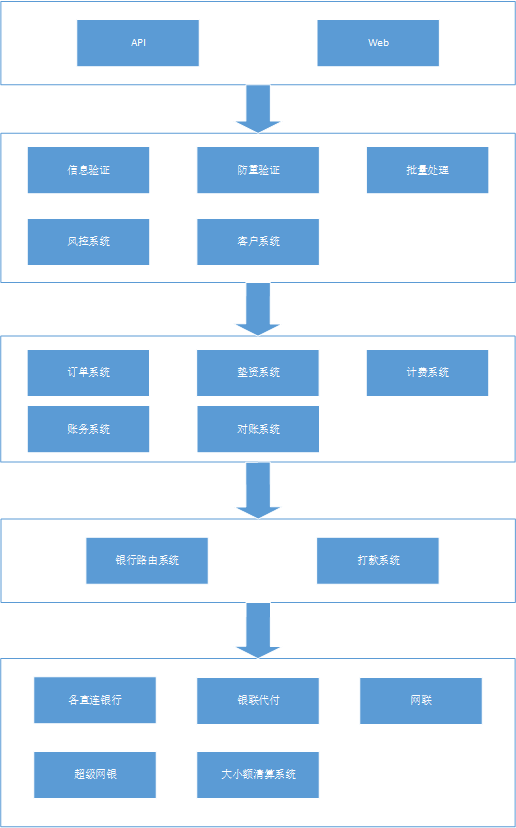 API
Web
信息验证
防重验证
批量处理
风控系统
客户系统
订单系统
垫资系统
计费系统
账务系统
对账系统
银行路由系统
打款系统
各直连银行
银联代付
网联
超级网银
大小额清算系统